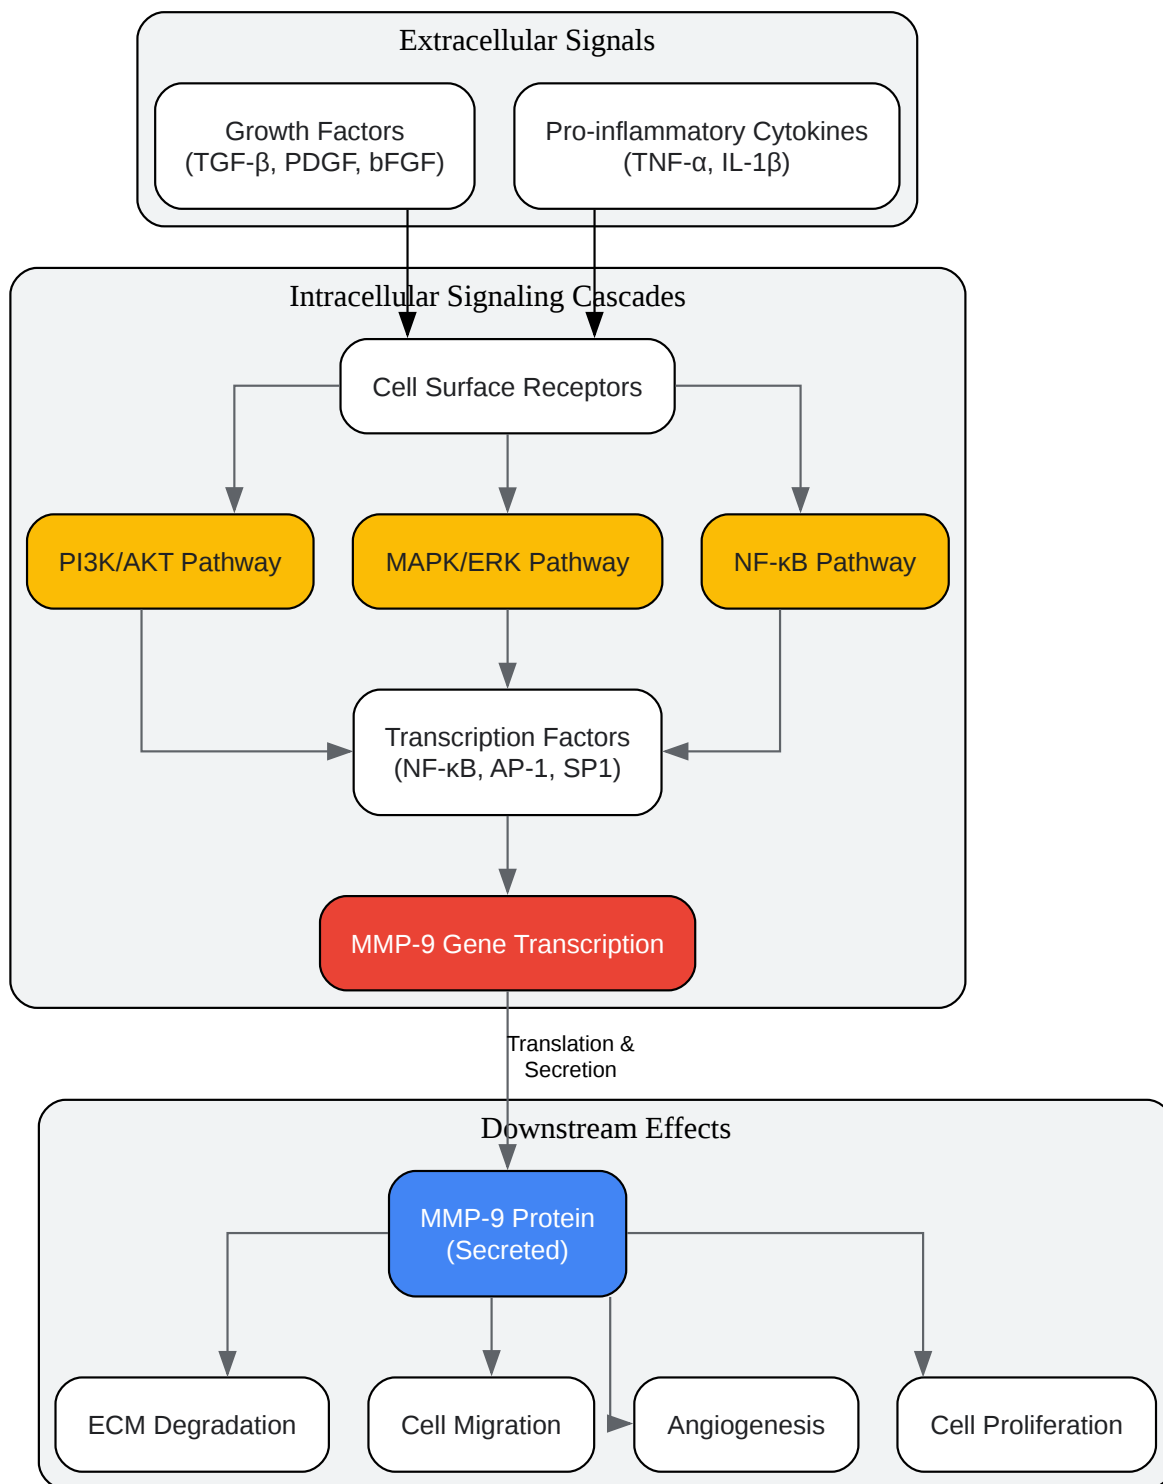 Extracellular Signals
Growth Factors
(TGF-β, PDGF, bFGF)
Pro-inflammatory Cytokines
(TNF-α, IL-1β)
Intracellular Signaling Cascades
Cell Surface Receptors
PI3K/AKT Pathway
MAPK/ERK Pathway
NF-κB Pathway
Transcription Factors
(NF-κB, AP-1, SP1)
MMP-9 Gene Transcription
Translation &
Secretion
Downstream Effects
MMP-9 Protein
(Secreted)
ECM Degradation
Cell Migration
Angiogenesis
Cell Proliferation